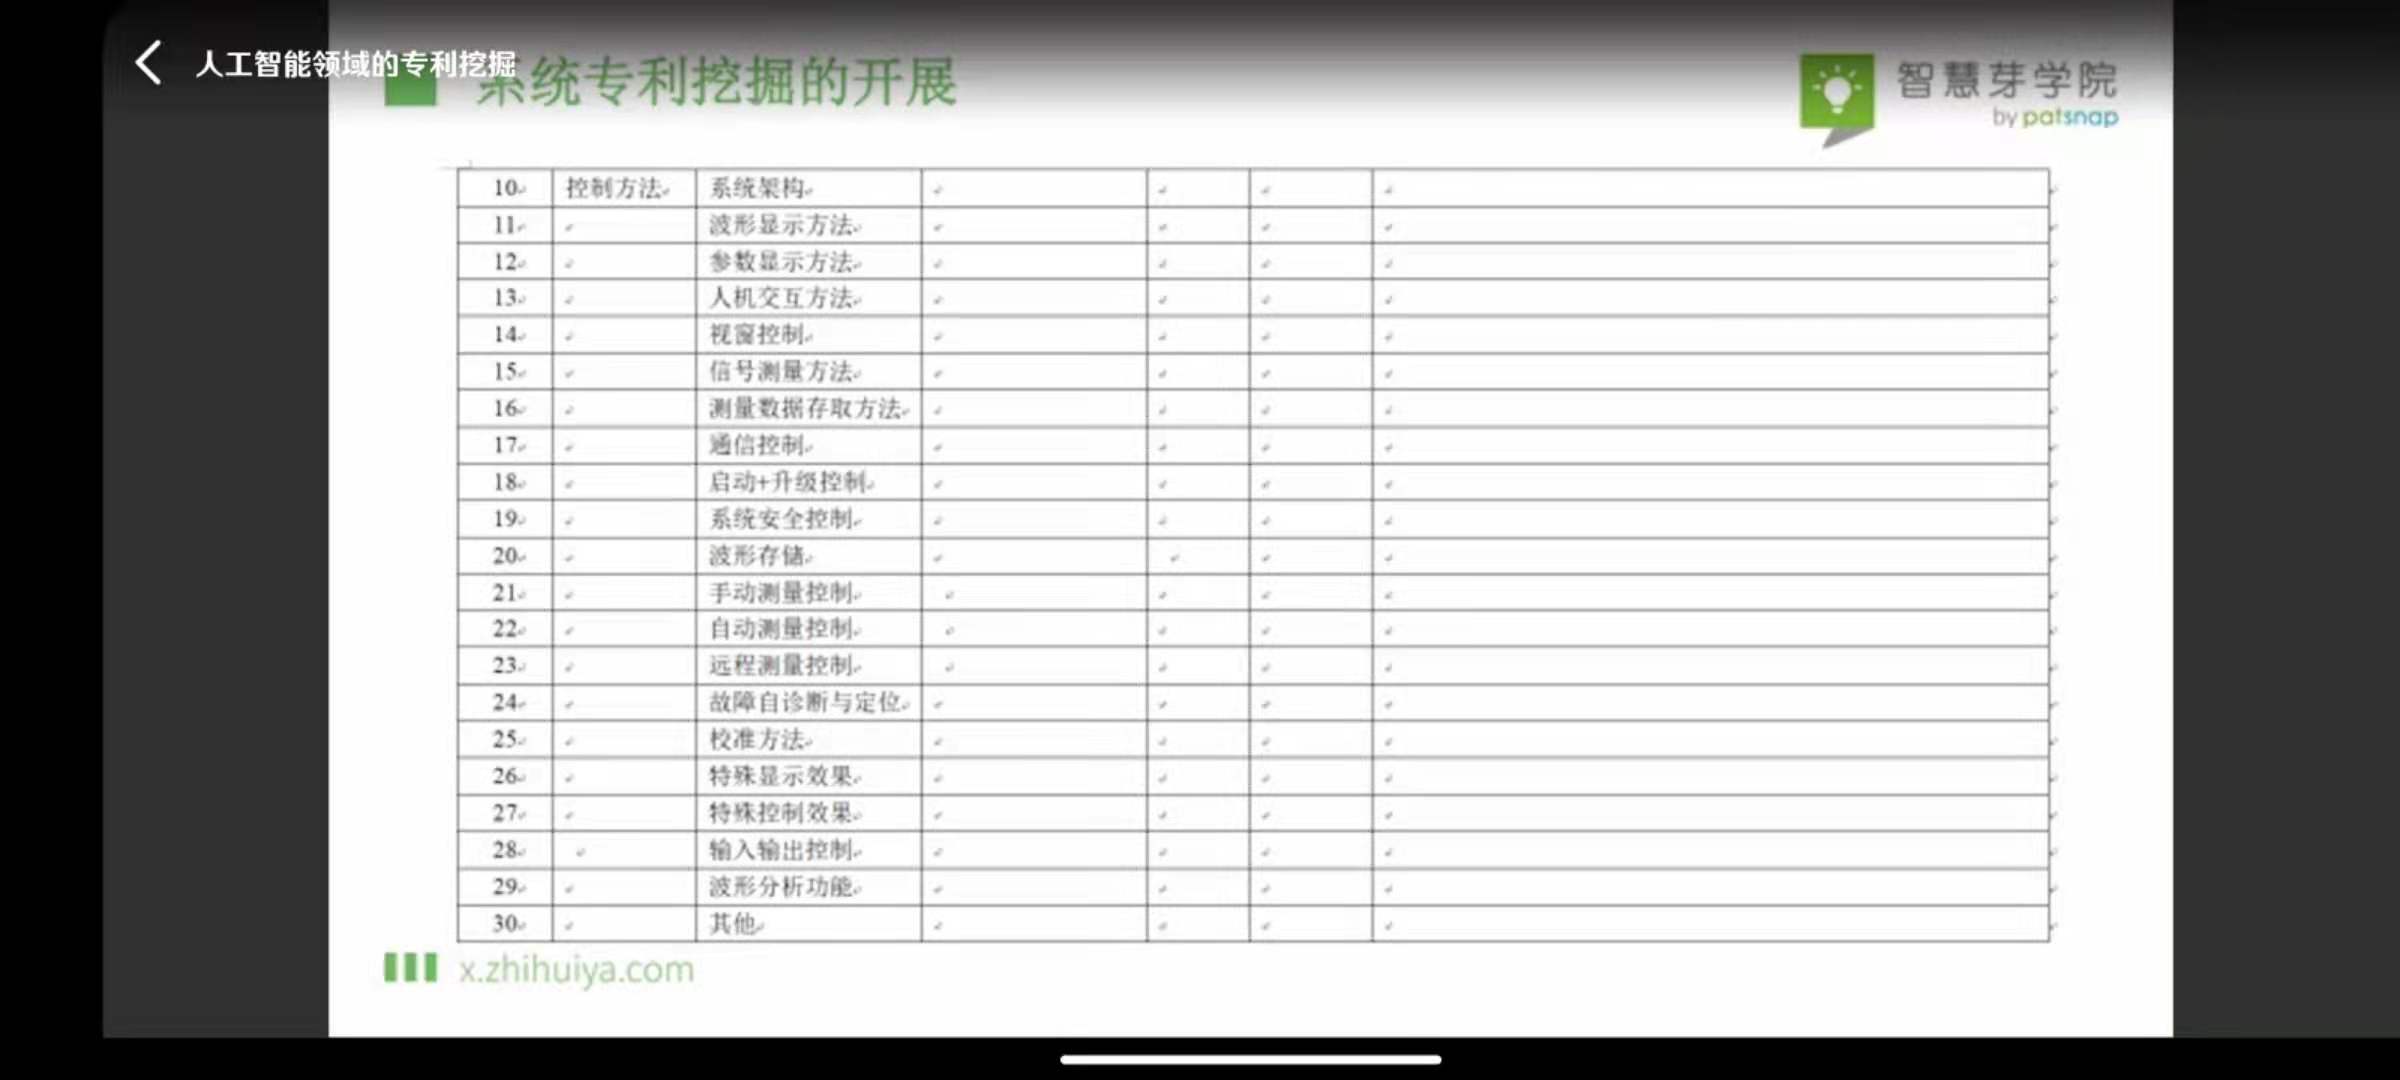 人工智能领域的专利挖掘
系统专利挖掘的开展
智慧芽学院
by patsnap
10 控制方法 系统架构
11 波形显示方法
12 参数显示方法
13 人机交互方法
14 视窗控制
15 信号测量方法
16 测量数据存取方法
17 通信控制
18 启动+升级控制
19 系统安全控制
20 波形存储
21 手动测量控制
22 自动测量控制
23 远程测量控制
24 故障自诊断与定位
25 校准方法
26 特殊显示效果
27 特殊控制效果
28 输入输出控制
29 波形分析功能
30 其他
x.zhihuiya.com